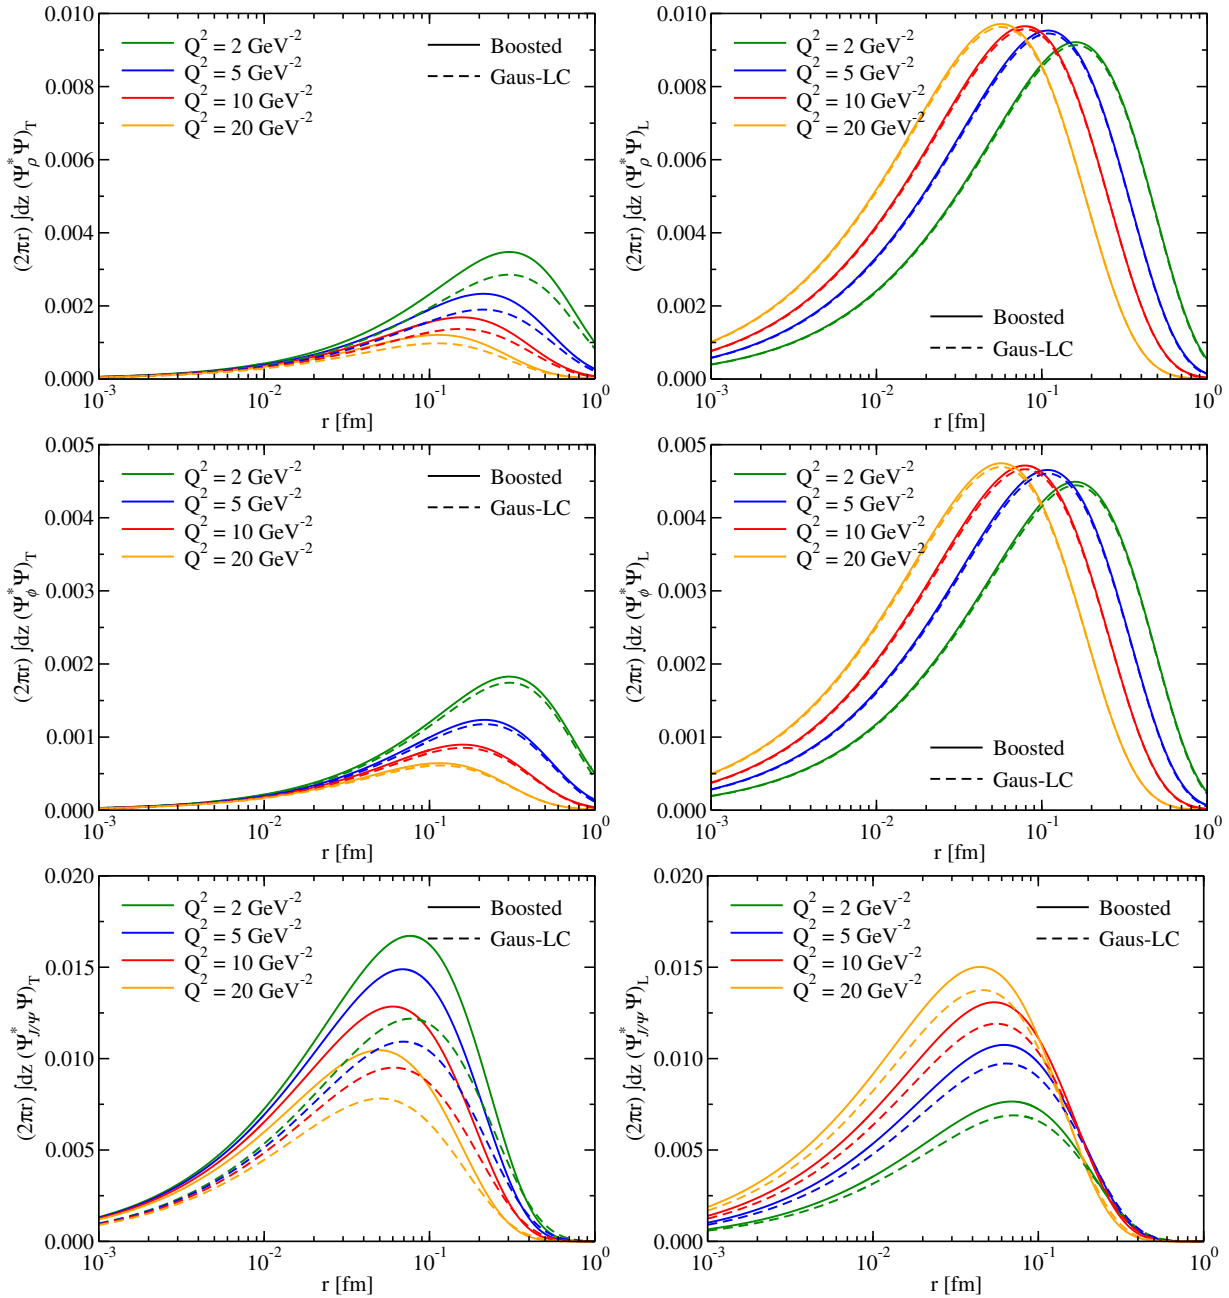 0.010
0.008
0.006
0.004
0.002
0.000
(2πr) ∫dz (Ψ*ρ Ψ)T
Q² = 2 GeV⁻²
Q² = 5 GeV⁻²
Q² = 10 GeV⁻²
Q² = 20 GeV⁻²
Boosted
Gaus-LC
10⁻³ 10⁻² 10⁻¹ 10⁰
r [fm]
0.010
0.008
0.006
0.004
0.002
0.000
(2πr) ∫dz (Ψ*ρ Ψ)L
Q² = 2 GeV⁻²
Q² = 5 GeV⁻²
Q² = 10 GeV⁻²
Q² = 20 GeV⁻²
Boosted
Gaus-LC
10⁻³ 10⁻² 10⁻¹ 10⁰
r [fm]
0.005
0.004
0.003
0.002
0.001
0.000
(2πr) ∫dz (Ψ*ϕ Ψ)T
Q² = 2 GeV⁻²
Q² = 5 GeV⁻²
Q² = 10 GeV⁻²
Q² = 20 GeV⁻²
Boosted
Gaus-LC
10⁻³ 10⁻² 10⁻¹ 10⁰
r [fm]
0.005
0.004
0.003
0.002
0.001
0.000
(2πr) ∫dz (Ψ*ϕ Ψ)L
Q² = 2 GeV⁻²
Q² = 5 GeV⁻²
Q² = 10 GeV⁻²
Q² = 20 GeV⁻²
Boosted
Gaus-LC
10⁻³ 10⁻² 10⁻¹ 10⁰
r [fm]
0.020
0.015
0.010
0.005
0.000
(2πr) ∫dz (Ψ*J/Ψ Ψ)T
Q² = 2 GeV⁻²
Q² = 5 GeV⁻²
Q² = 10 GeV⁻²
Q² = 20 GeV⁻²
Boosted
Gaus-LC
10⁻³ 10⁻² 10⁻¹ 10⁰
r [fm]
0.020
0.015
0.010
0.005
0.000
(2πr) ∫dz (Ψ*J/Ψ Ψ)L
Q² = 2 GeV⁻²
Q² = 5 GeV⁻²
Q² = 10 GeV⁻²
Q² = 20 GeV⁻²
Boosted
Gaus-LC
10⁻³ 10⁻² 10⁻¹ 10⁰
r [fm]